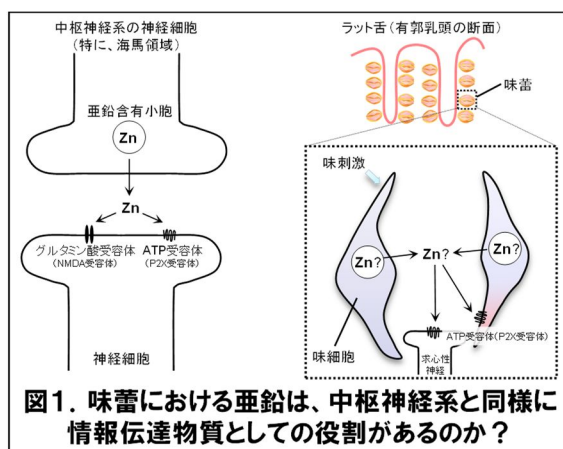 中枢神経系の神経細胞
(特に、海馬領域)
亜鉛含有小胞
Zn
Zn
グルタミン酸受容体
(NMDA受容体)
ATP受容体
(P2X受容体)
神経細胞
ラット舌(有郭乳頭の断面)
味蕾
味刺激
Zn?
Zn?
Zn?
味細胞
ATP受容体(P2X受容体)
求心性
神経
図1. 味蕾における亜鉛は、中枢神経系と同様に
情報伝達物質としての役割があるのか?